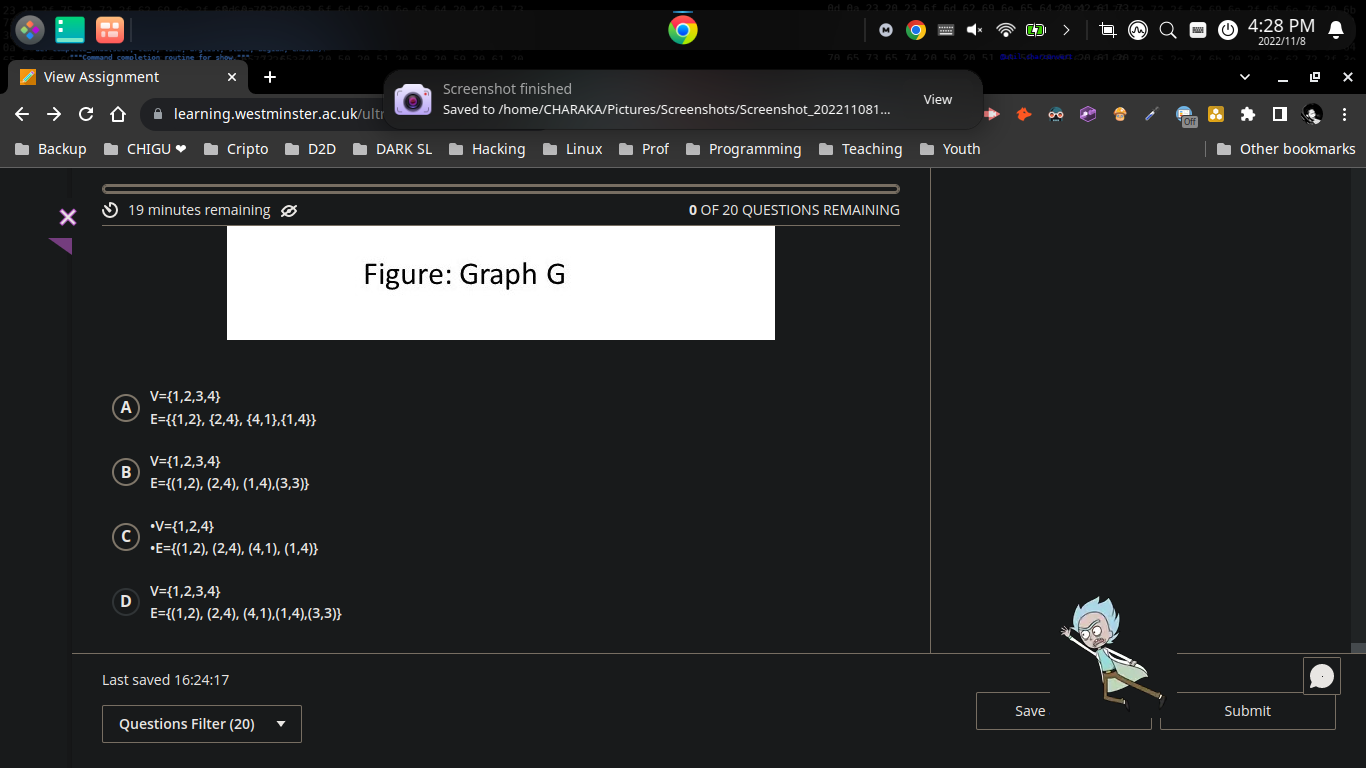 4:28 PM
2022/11/8
View Assignment
Screenshot finished
Saved to /home/CHARAKA/Pictures/Screenshots/Screenshot_202211081...
View
learning.westminster.ac.uk/ultr
Off
Backup
CHIGU ❤
Cripto
D2D
DARK SL
Hacking
Linux
Prof
Programming
Teaching
Youth
Other bookmarks
19 minutes remaining
0 OF 20 QUESTIONS REMAINING
Figure: Graph G
A
V={1,2,3,4}
E={{1,2}, {2,4}, {4,1},{1,4}}
B
V={1,2,3,4}
E={(1,2), (2,4), (1,4),(3,3)}
C
•V={1,2,4}
•E={(1,2), (2,4), (4,1), (1,4)}
D
V={1,2,3,4}
E={(1,2), (2,4), (4,1),(1,4),(3,3)}
Last saved 16:24:17
Questions Filter (20)
Save
Submit